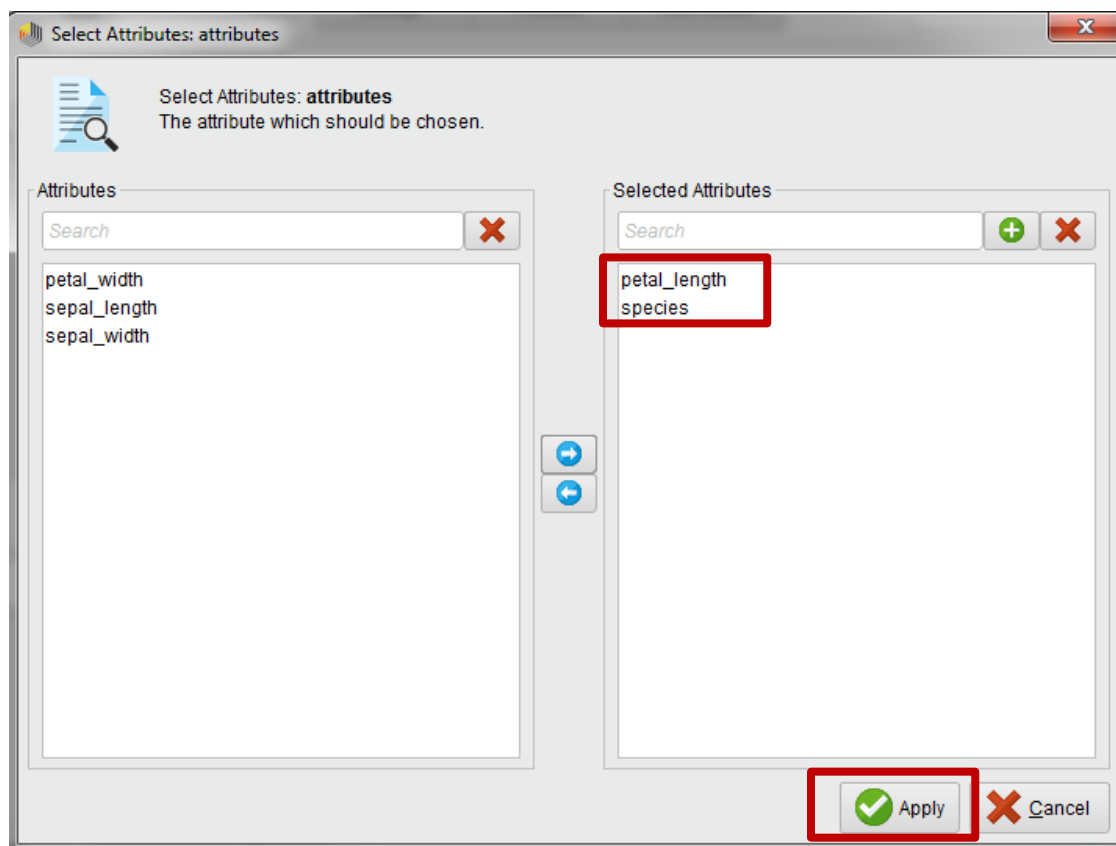 Select Attributes: attributes
Select Attributes: attributes
The attribute which should be chosen.
Attributes
Search
petal_width
sepal_length
sepal_width
Selected Attributes
Search
petal_length
species
Apply
Cancel